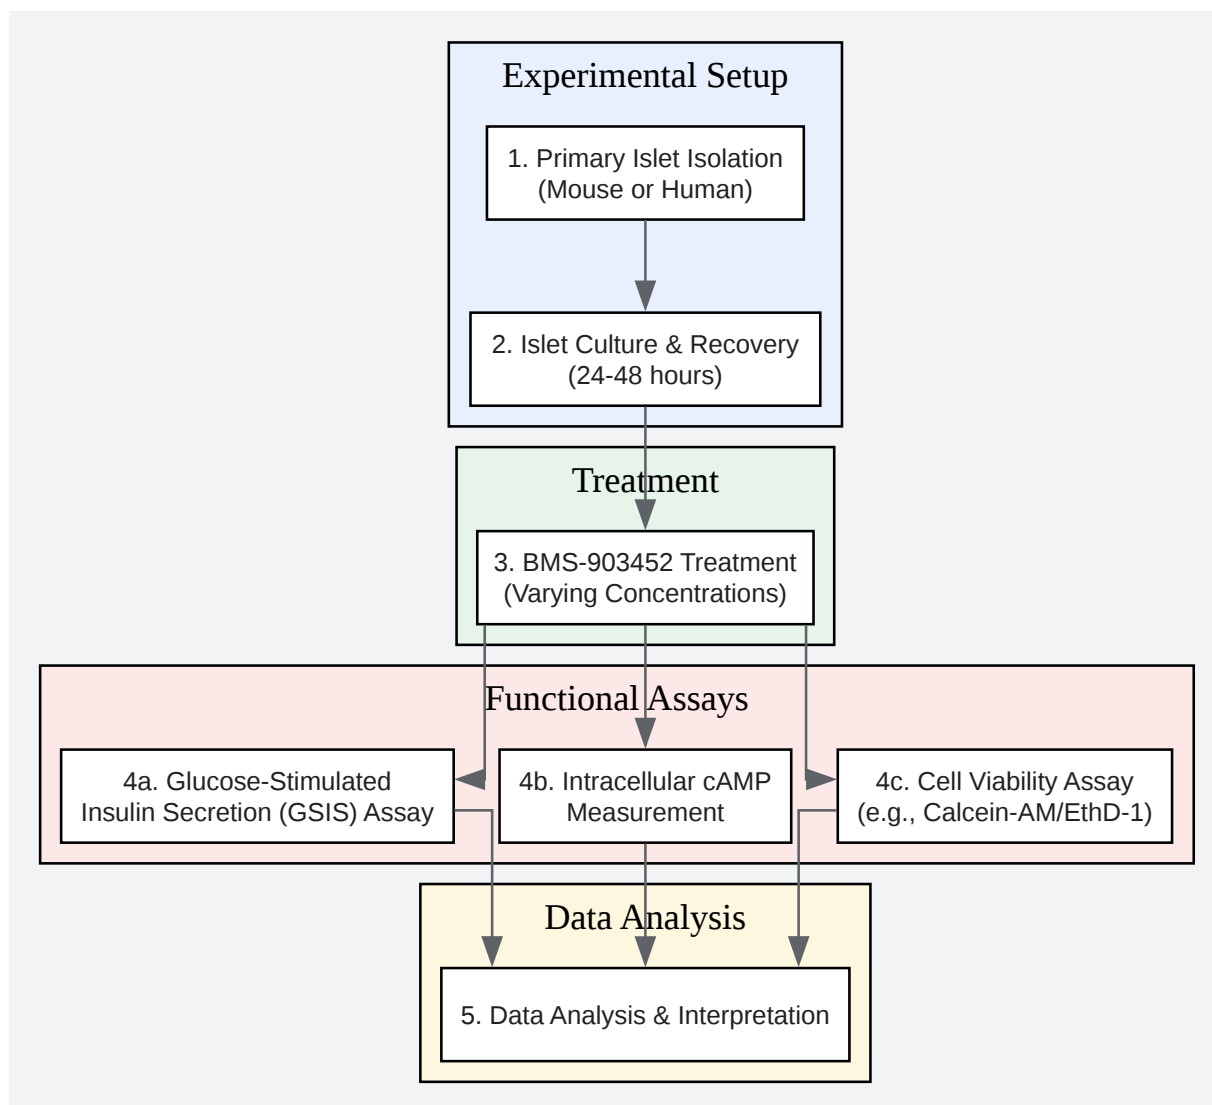 Experimental Setup
1. Primary Islet Isolation
(Mouse or Human)
2. Islet Culture & Recovery
(24-48 hours)
Treatment
3. BMS-903452 Treatment
(Varying Concentrations)
Functional Assays
4a. Glucose-Stimulated
Insulin Secretion (GSIS) Assay
4b. Intracellular cAMP
Measurement
4c. Cell Viability Assay
(e.g., Calcein-AM/EthD-1)
Data Analysis
5. Data Analysis & Interpretation